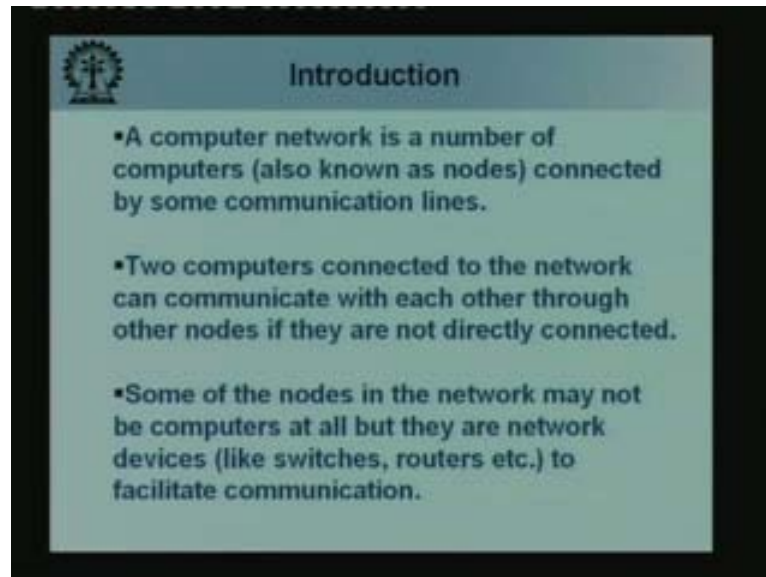 Introduction
▪A computer network is a number of
computers (also known as nodes) connected
by some communication lines.
▪Two computers connected to the network
can communicate with each other through
other nodes if they are not directly connected.
▪Some of the nodes in the network may not
be computers at all but they are network
devices (like switches, routers etc.) to
facilitate communication.